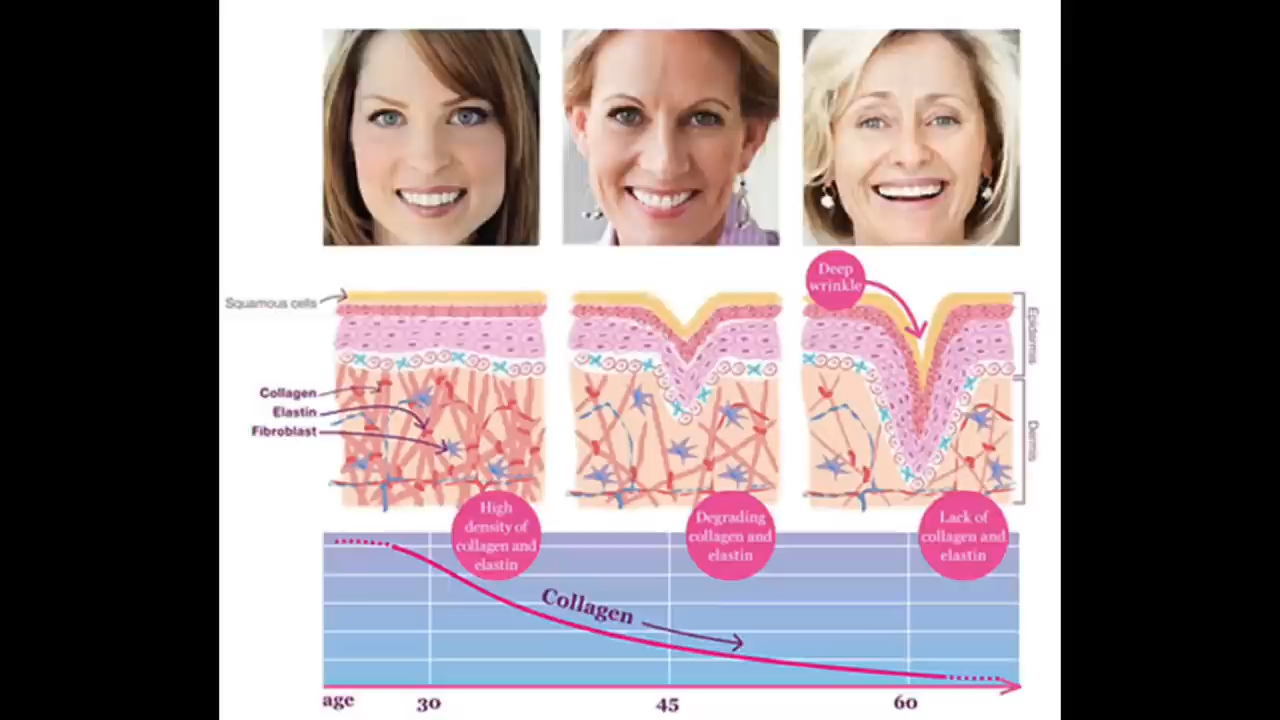 Deep
wrinkle
Squamous cells
Epidermis
Collagen
Elastin
Fibroblast
Dermis
High
density of
collagen and
elastin
Degrading
collagen and
elastin
Lack of
collagen and
elastin
Collagen
age 30 45 60